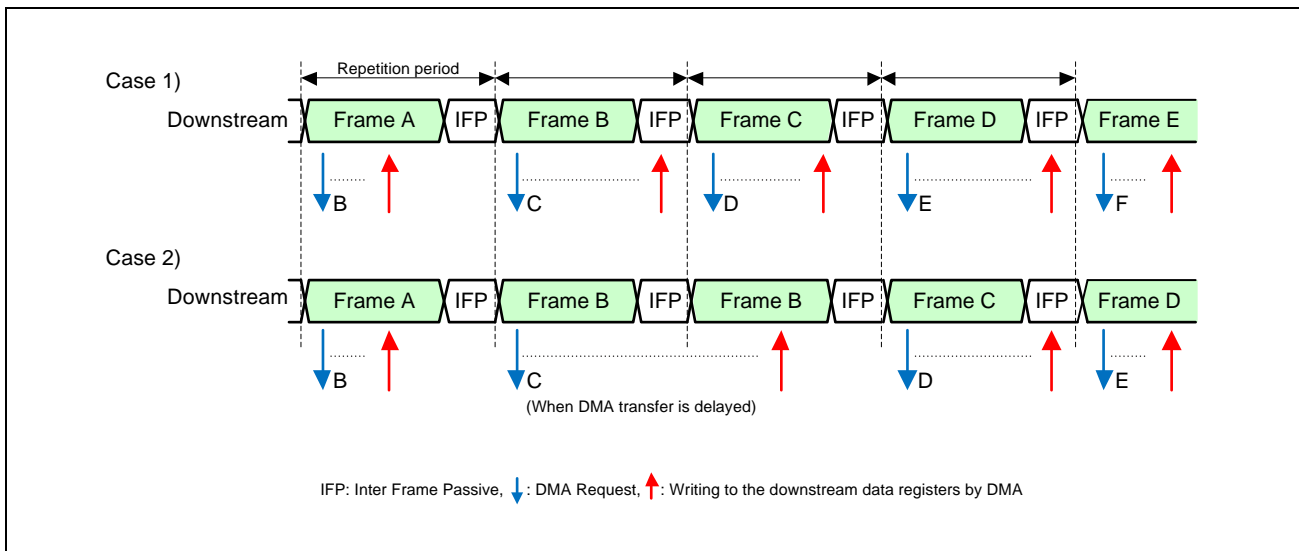 Case 1)
Repetition period
Downstream Frame A IFP Frame B IFP Frame C IFP Frame D IFP Frame E
B C D E F
Case 2)
Downstream Frame A IFP Frame B IFP Frame B IFP Frame C IFP Frame D
B C D E
(When DMA transfer is delayed)
IFP: Inter Frame Passive, : DMA Request, : Writing to the downstream data registers by DMA